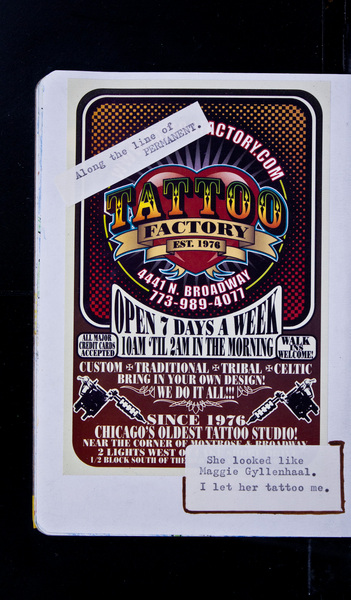 Along the line of
PERMANENT.
ACTORY.COM
TATTOO
FACTORY
EST. 1976
4441 N. BROADWAY
773-989-4077
OPEN 7 DAYS A WEEK
10AM 'TIL 2AM IN THE MORNING
ALL MAJOR
CREDIT CARDS
ACCEPTED
WALK
INS
WELCOME!
CUSTOM ✠ TRADITIONAL ✠ TRIBAL ✠ CELTIC
BRING IN YOUR OWN DESIGN!
WE DO IT ALL!!!
SINCE 1976
CHICAGO'S OLDEST TATTOO STUDIO!
NEAR THE CORNER OF MONTROSE & BROADWAY
2 LIGHTS WEST O
1/2 BLOCK SOUTH OF THE
She looked like
Maggie Gyllenhaal.
I let her tattoo me.